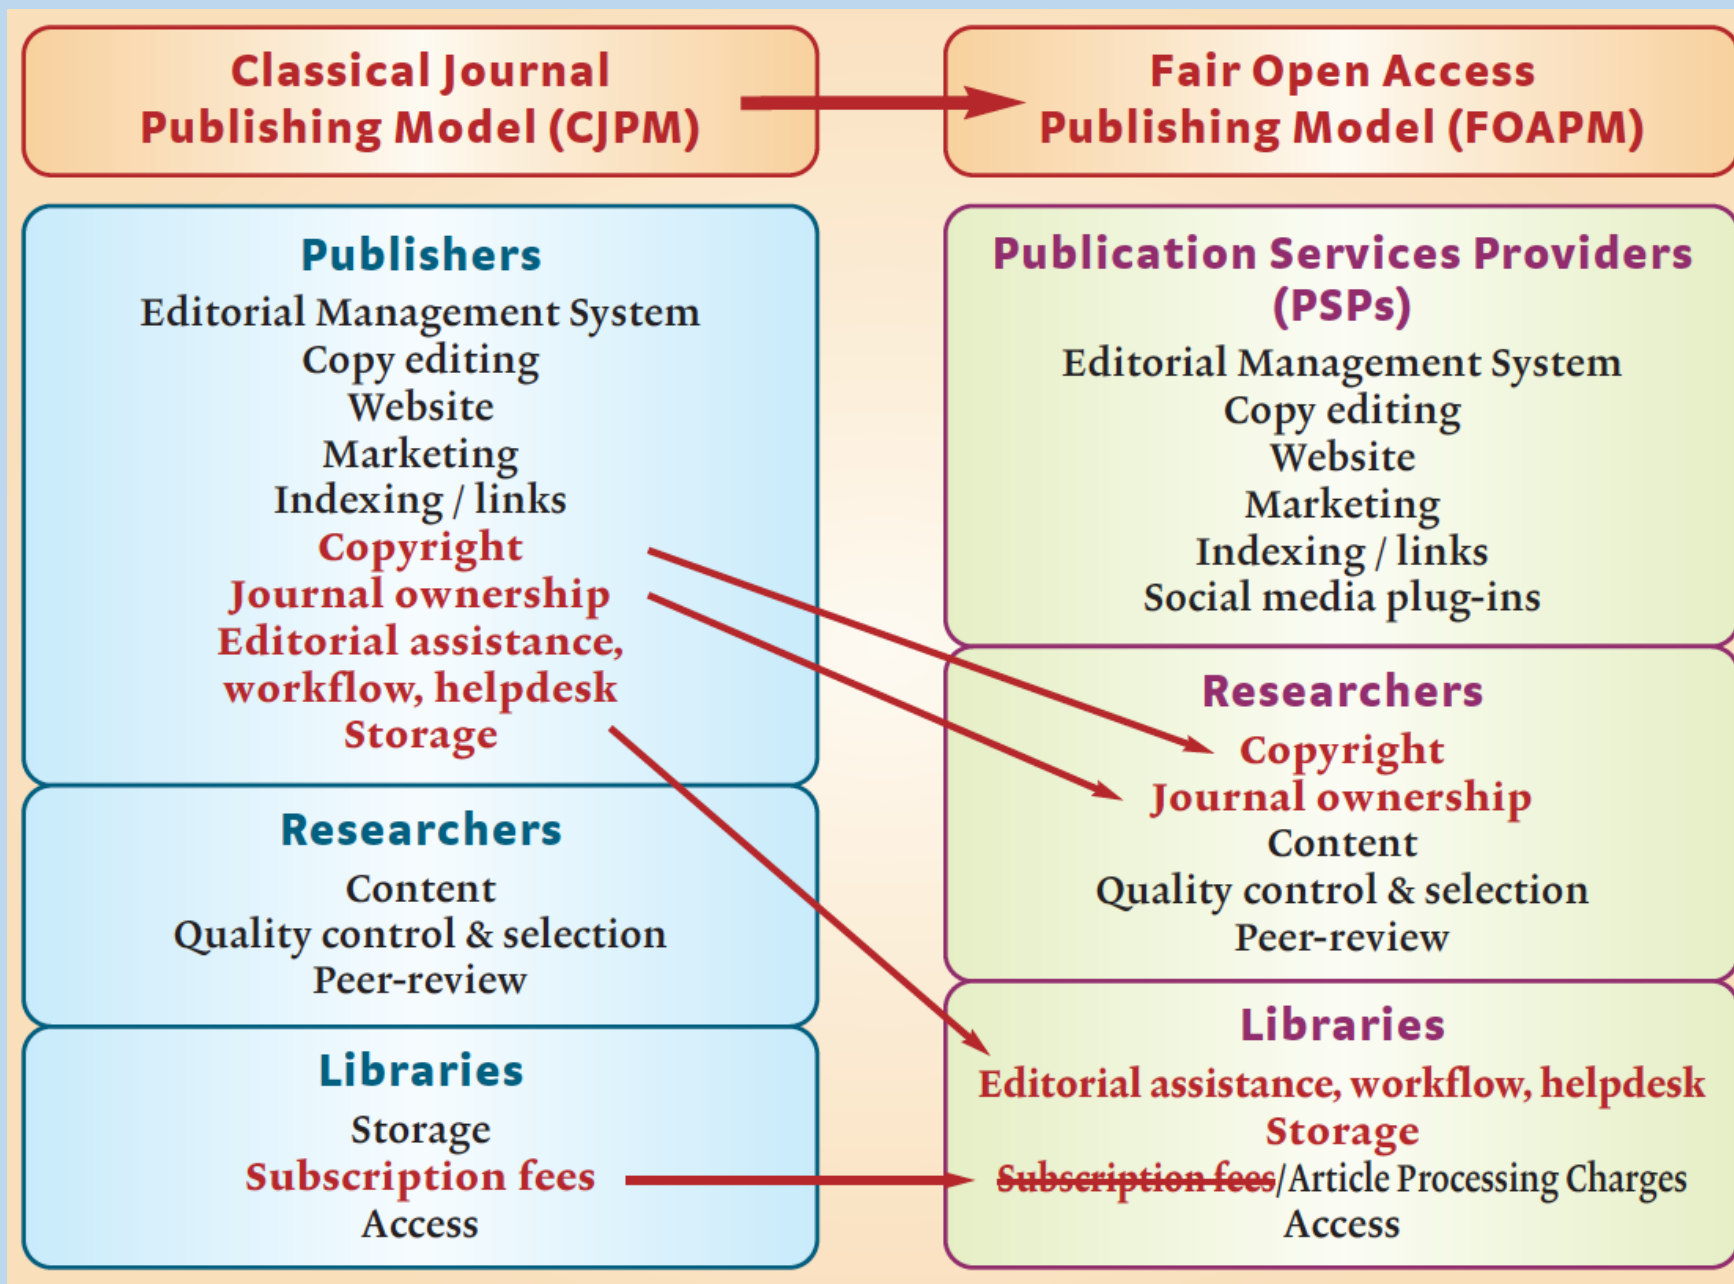 Classical Journal
Publishing Model (CJPM)
Publishers
Editorial Management System
Copy editing
Website
Marketing
Indexing / links
Copyright
Journal ownership
Editorial assistance,
workflow, helpdesk
Storage
Researchers
Content
Quality control & selection
Peer-review
Libraries
Storage
Subscription fees
Access
Fair Open Access
Publishing Model (FOAPM)
Publication Services Providers
(PSPs)
Editorial Management System
Copy editing
Website
Marketing
Indexing / links
Social media plug-ins
Researchers
Copyright
Journal ownership
Content
Quality control & selection
Peer-review
Libraries
Editorial assistance, workflow, helpdesk
Storage
Subscription fees/Article Processing Charges
Access